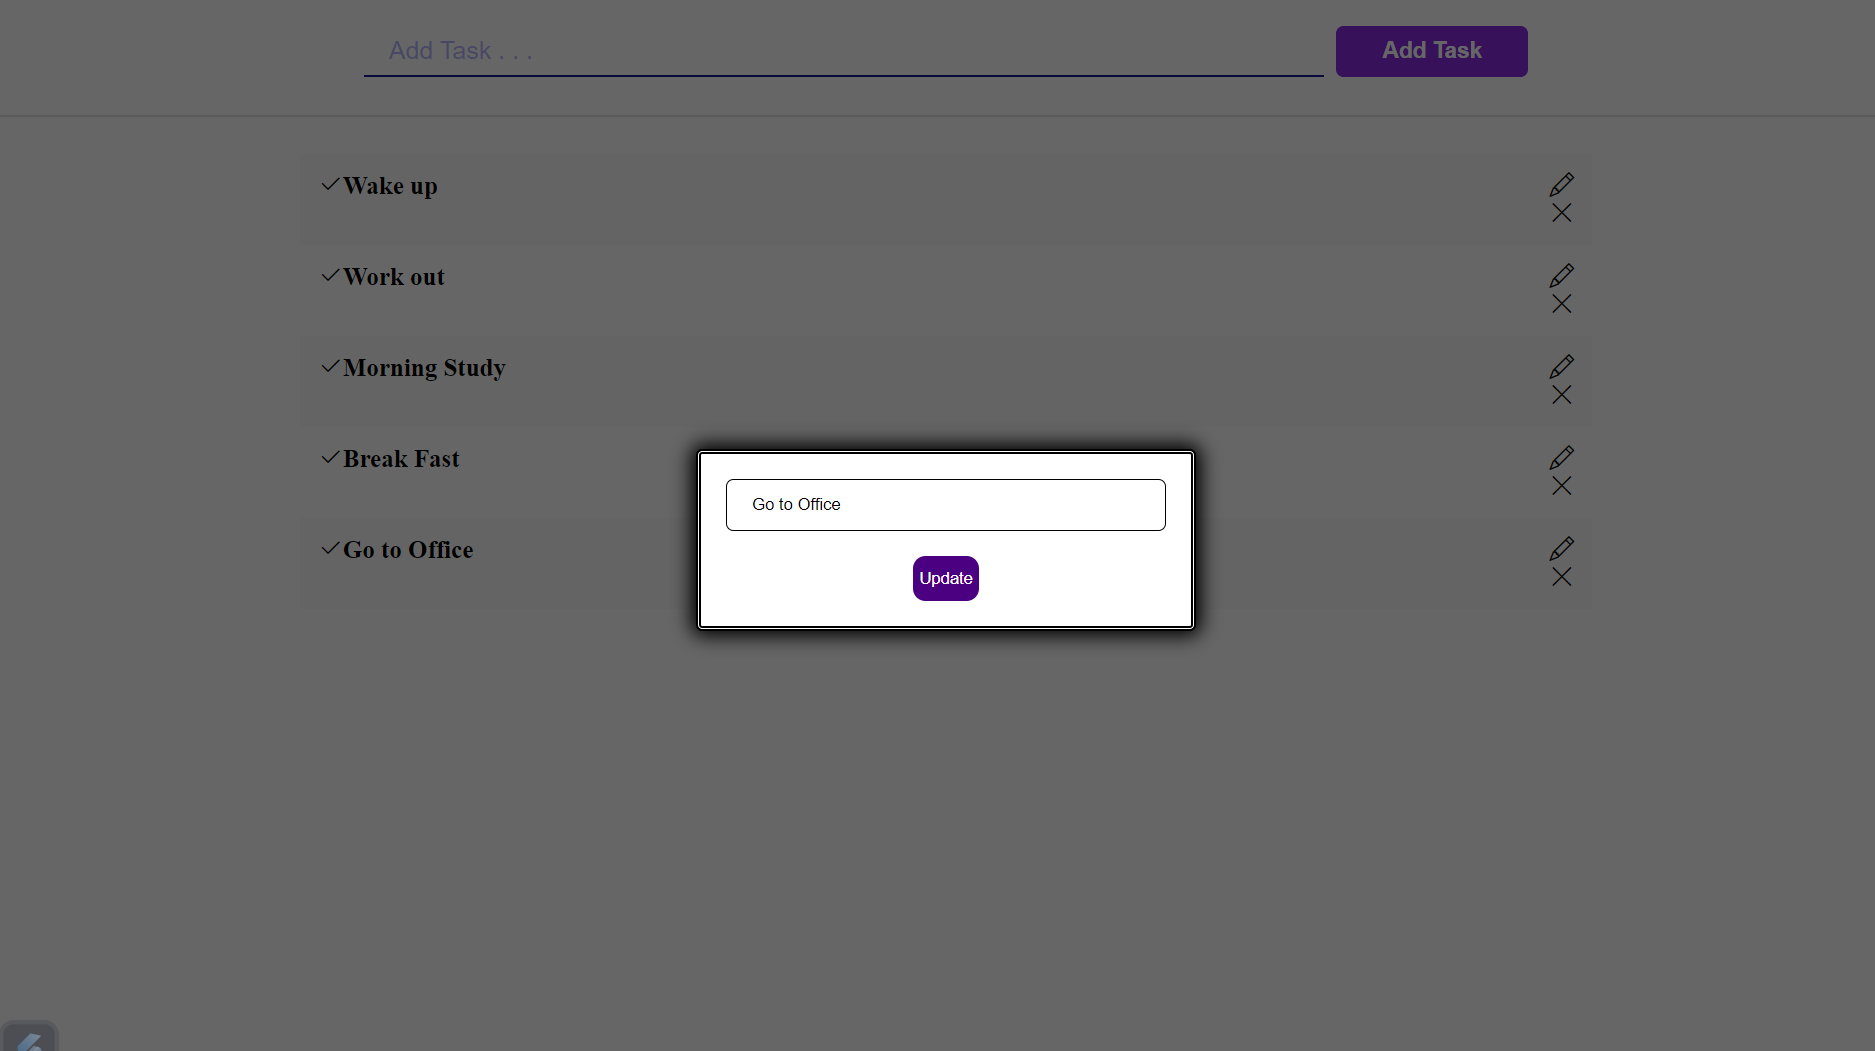 Add Task . . .
Add Task
Wake up
Work out
Morning Study
Break Fast
Go to Office
Go to Office
Update